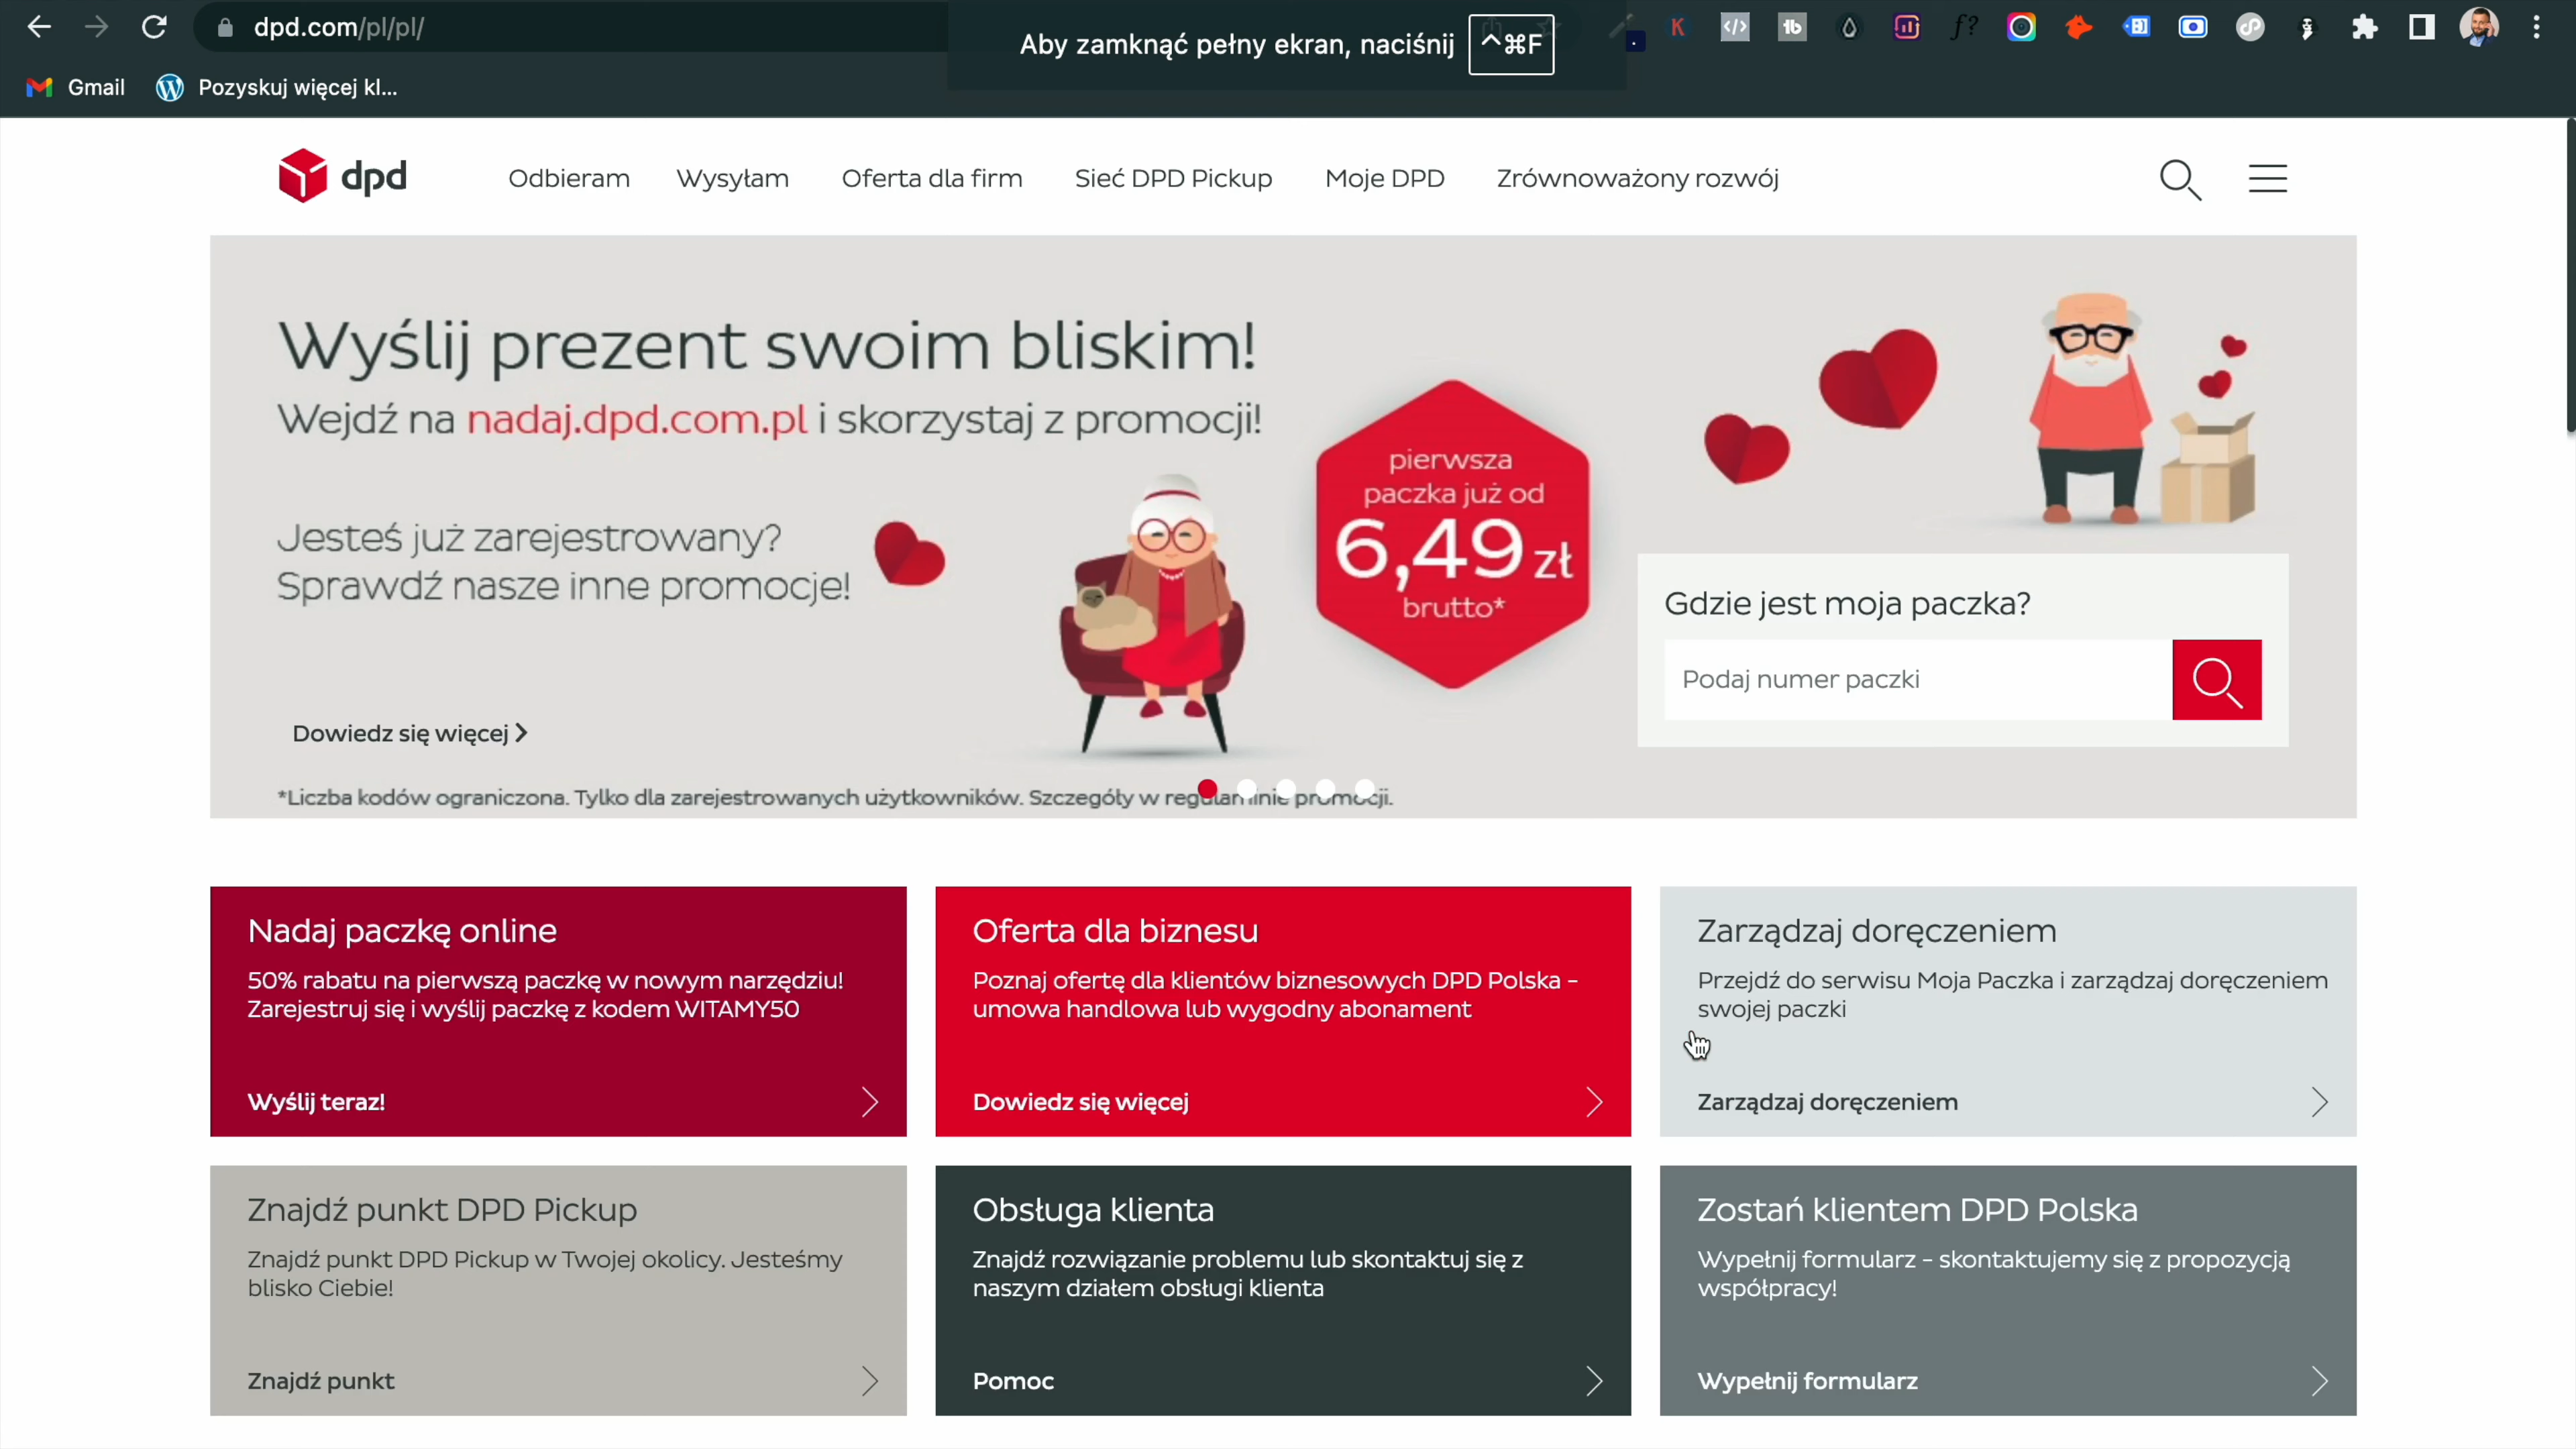 dpd.com/pl/pl/
Aby zamknąć pełny ekran, naciśnij ^⌘F
Gmail
Pozyskuj więcej kl...
dpd
Odbieram
Wysyłam
Oferta dla firm
Sieć DPD Pickup
Moje DPD
Zrównoważony rozwój
Wyślij prezent swoim bliskim!
Wejdź na nadaj.dpd.com.pl i skorzystaj z promocji!
Jesteś już zarejestrowany?
Sprawdź nasze inne promocje!
pierwsza
paczka już od
6,49 zł
brutto*
Gdzie jest moja paczka?
Podaj numer paczki
Dowiedz się więcej
*Liczba kodów ograniczona. Tylko dla zarejestrowanych użytkowników. Szczegóły w regulaminie promocji.
Nadaj paczkę online
50% rabatu na pierwszą paczkę w nowym narzędziu!
Zarejestruj się i wyślij paczkę z kodem WITAMY50
Wyślij teraz!
Oferta dla biznesu
Poznaj ofertę dla klientów biznesowych DPD Polska -
umowa handlowa lub wygodny abonament
Dowiedz się więcej
Zarządzaj doręczeniem
Przejdź do serwisu Moja Paczka i zarządzaj doręczeniem
swojej paczki
Zarządzaj doręczeniem
Znajdź punkt DPD Pickup
Znajdź punkt DPD Pickup w Twojej okolicy. Jesteśmy
blisko Ciebie!
Znajdź punkt
Obsługa klienta
Znajdź rozwiązanie problemu lub skontaktuj się z
naszym działem obsługi klienta
Pomoc
Zostań klientem DPD Polska
Wypełnij formularz - skontaktujemy się z propozycją
współpracy!
Wypełnij formularz